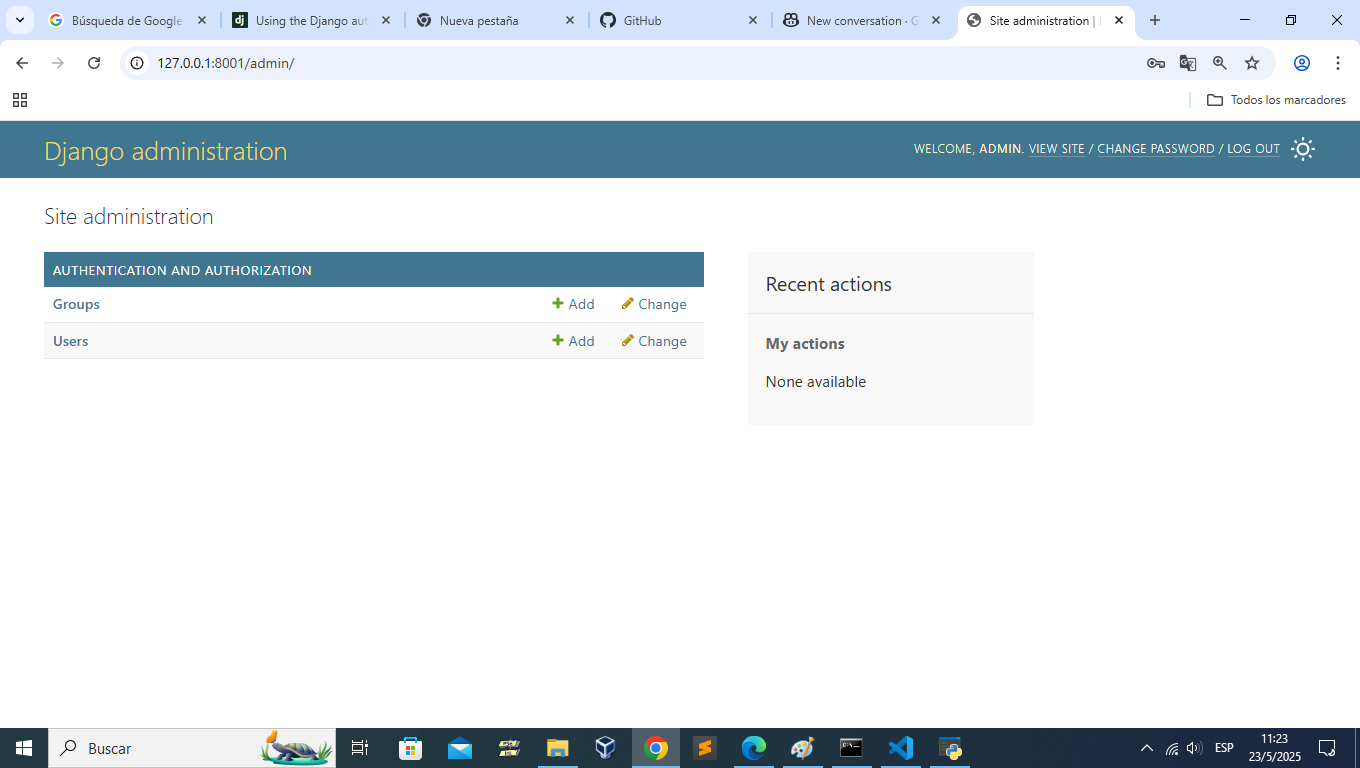 Búsqueda de Google
Using the Django aut
Nueva pestaña
GitHub
New conversation · G
Site administration | D
127.0.0.1:8001/admin/
Todos los marcadores
Django administration
WELCOME, ADMIN. VIEW SITE / CHANGE PASSWORD / LOG OUT
Site administration
AUTHENTICATION AND AUTHORIZATION
Groups Add Change
Users Add Change
Recent actions
My actions
None available
Buscar
ESP
11:23
23/5/2025